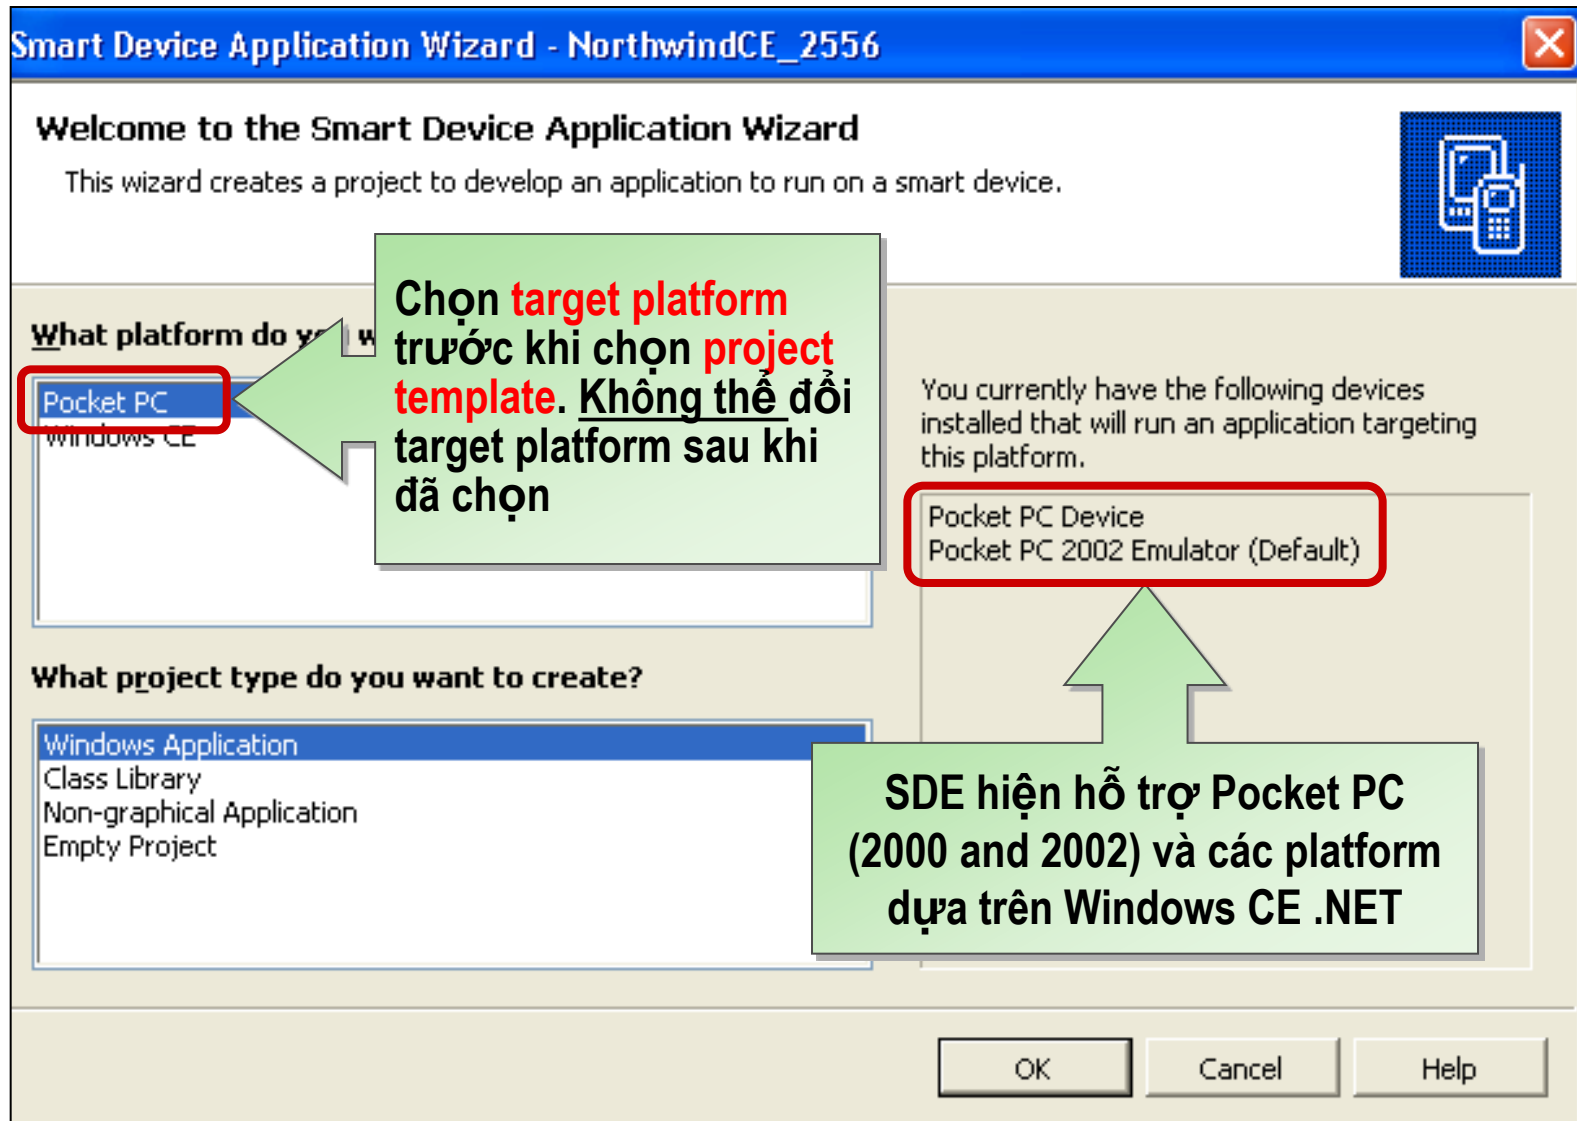 Smart Device Application Wizard - NorthwindCE_2556
Welcome to the Smart Device Application Wizard
This wizard creates a project to develop an application to run on a smart device.
What platform do you w
Pocket PC
Windows CE
Chọn target platform
trước khi chọn project
template. Không thể đổi
target platform sau khi
đã chọn
You currently have the following devices
installed that will run an application targeting
this platform.
Pocket PC Device
Pocket PC 2002 Emulator (Default)
What project type do you want to create?
Windows Application
Class Library
Non-graphical Application
Empty Project
SDE hiện hỗ trợ Pocket PC
(2000 and 2002) và các platform
dựa trên Windows CE .NET
OK
Cancel
Help